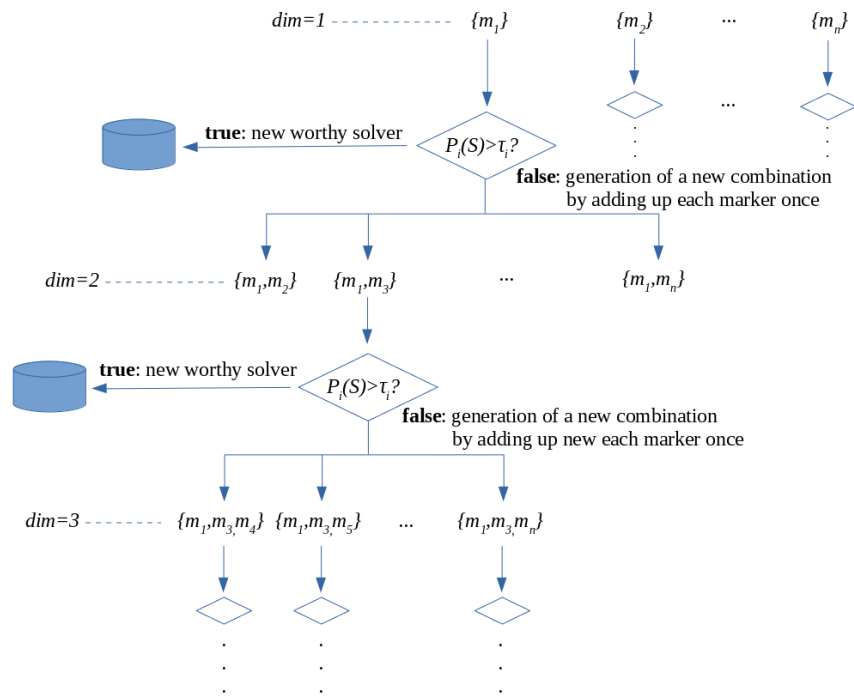 dim=1 {m₁} {m₂} ... {mₙ}
...
true: new worthy solver
Pᵢ(S)>τᵢ?
false: generation of a new combination
by adding up each marker once
dim=2 {m₁,m₂} {m₁,m₃} ... {m₁,mₙ}
true: new worthy solver
Pᵢ(S)>τᵢ?
false: generation of a new combination
by adding up new each marker once
dim=3 {m₁,m₃,m₄} {m₁,m₃,m₅} ... {m₁,m₃,mₙ}